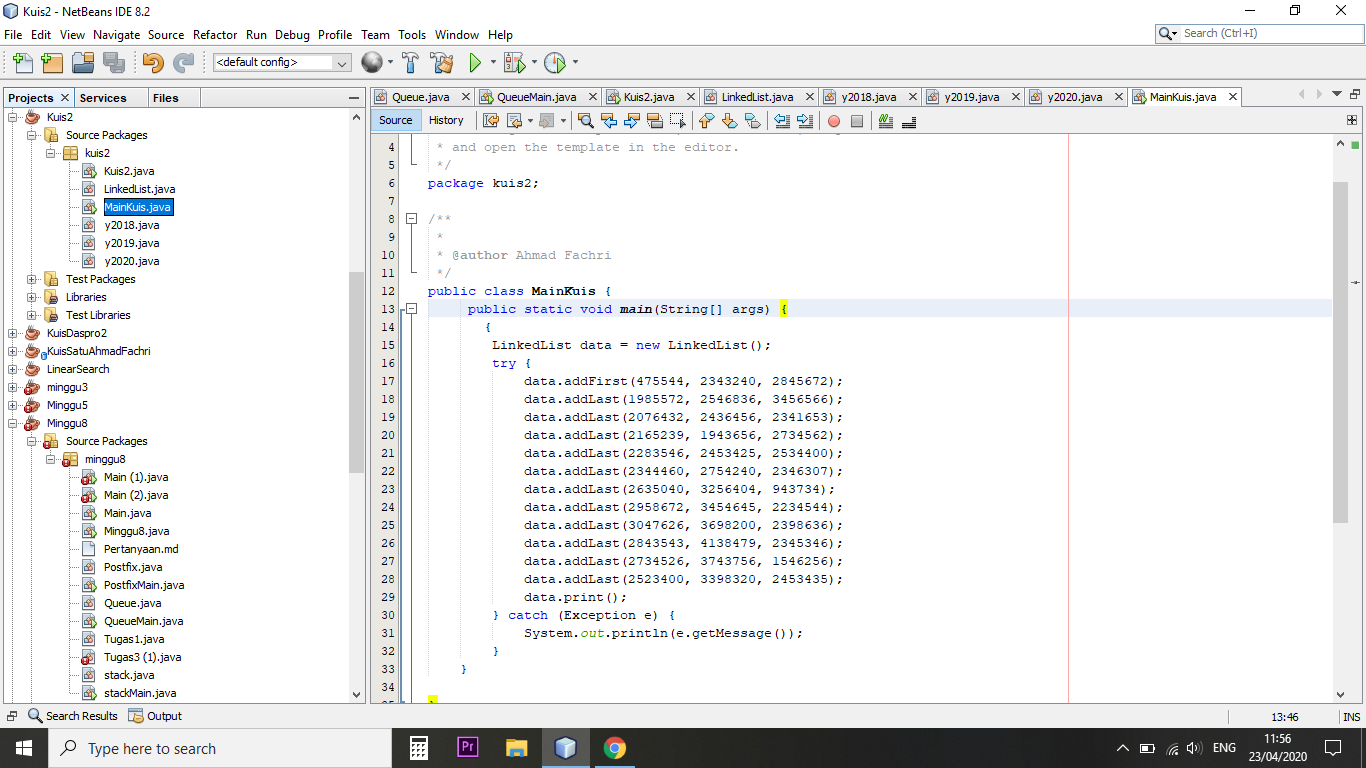 Kuis2 - NetBeans IDE 8.2
File Edit View Navigate Source Refactor Run Debug Profile Team Tools Window Help
Search (Ctrl+I)
<default config>
Projects Services Files
Kuis2
Source Packages
kuis2
Kuis2.java
LinkedList.java
MainKuis.java
y2018.java
y2019.java
y2020.java
Test Packages
Libraries
Test Libraries
KuisDaspro2
KuisSatuAhmadFachri
LinearSearch
minggu3
Minggu5
Minggu8
Source Packages
minggu8
Main (1).java
Main (2).java
Main.java
Minggu8.java
Pertanyaan.md
Postfix.java
PostfixMain.java
Queue.java
QueueMain.java
Tugas1.java
Tugas3 (1).java
stack.java
stackMain.java
Queue.java QueueMain.java Kuis2.java LinkedList.java y2018.java y2019.java y2020.java MainKuis.java
Source History
4 * and open the template in the editor.
5 */
6 package kuis2;
7
8 /**
9 *
10 * @author Ahmad Fachri
11 */
12 public class MainKuis {
13 public static void main(String[] args) {
14 {
15 LinkedList data = new LinkedList();
16 try {
17 data.addFirst(475544, 2343240, 2845672);
18 data.addLast(1985572, 2546836, 3456566);
19 data.addLast(2076432, 2436456, 2341653);
20 data.addLast(2165239, 1943656, 2734562);
21 data.addLast(2283546, 2453425, 2534400);
22 data.addLast(2344460, 2754240, 2346307);
23 data.addLast(2635040, 3256404, 943734);
24 data.addLast(2958672, 3454645, 2234544);
25 data.addLast(3047626, 3698200, 2398636);
26 data.addLast(2843543, 4138479, 2345346);
27 data.addLast(2734526, 3743756, 1546256);
28 data.addLast(2523400, 3398320, 2453435);
29 data.print();
30 } catch (Exception e) {
31 System.out.println(e.getMessage());
32 }
33 }
34
Search Results Output
13:46 INS
Type here to search
Pr
ENG
11:56
23/04/2020